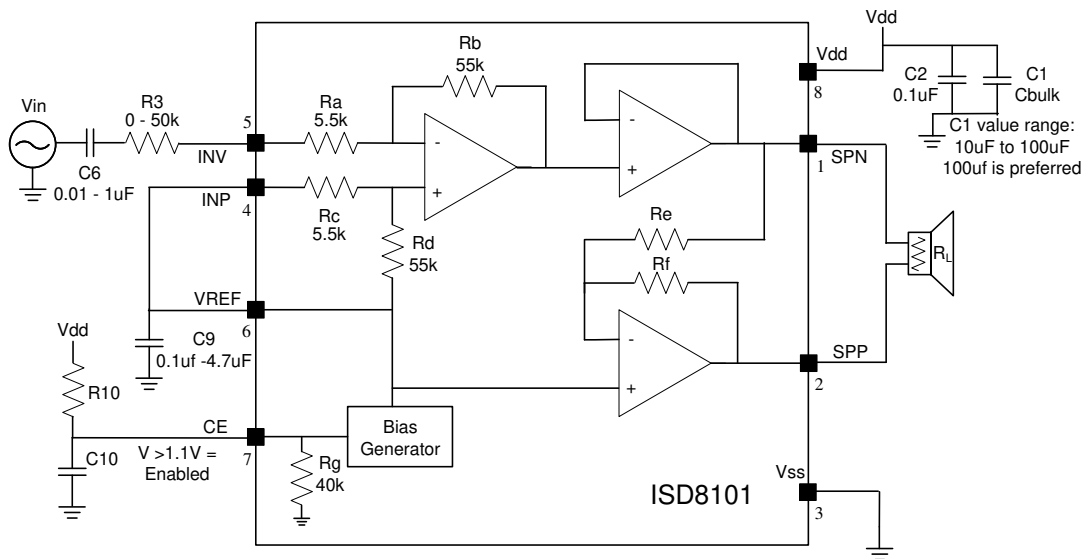 Vdd
Rb
55k
Vdd
8
C2
0.1uF
C1
Cbulk
C1 value range:
10uF to 100uF
100uf is preferred
Vin
R3
0 - 50k
5
Ra
5.5k
INV
C6
0.01 - 1uF
-
+
INP
4
Rc
5.5k
Rd
55k
-
+
SPN
1
Re
Rf
RL
VREF
6
C9
0.1uf -4.7uF
Vdd
R10
-
+
SPP
2
CE
7
V >1.1V =
Enabled
C10
Bias
Generator
Rg
40k
ISD8101
Vss
3